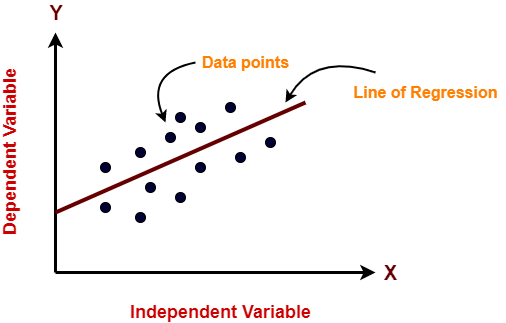 Y
Data points
Line of Regression
Dependent Variable
X
Independent Variable